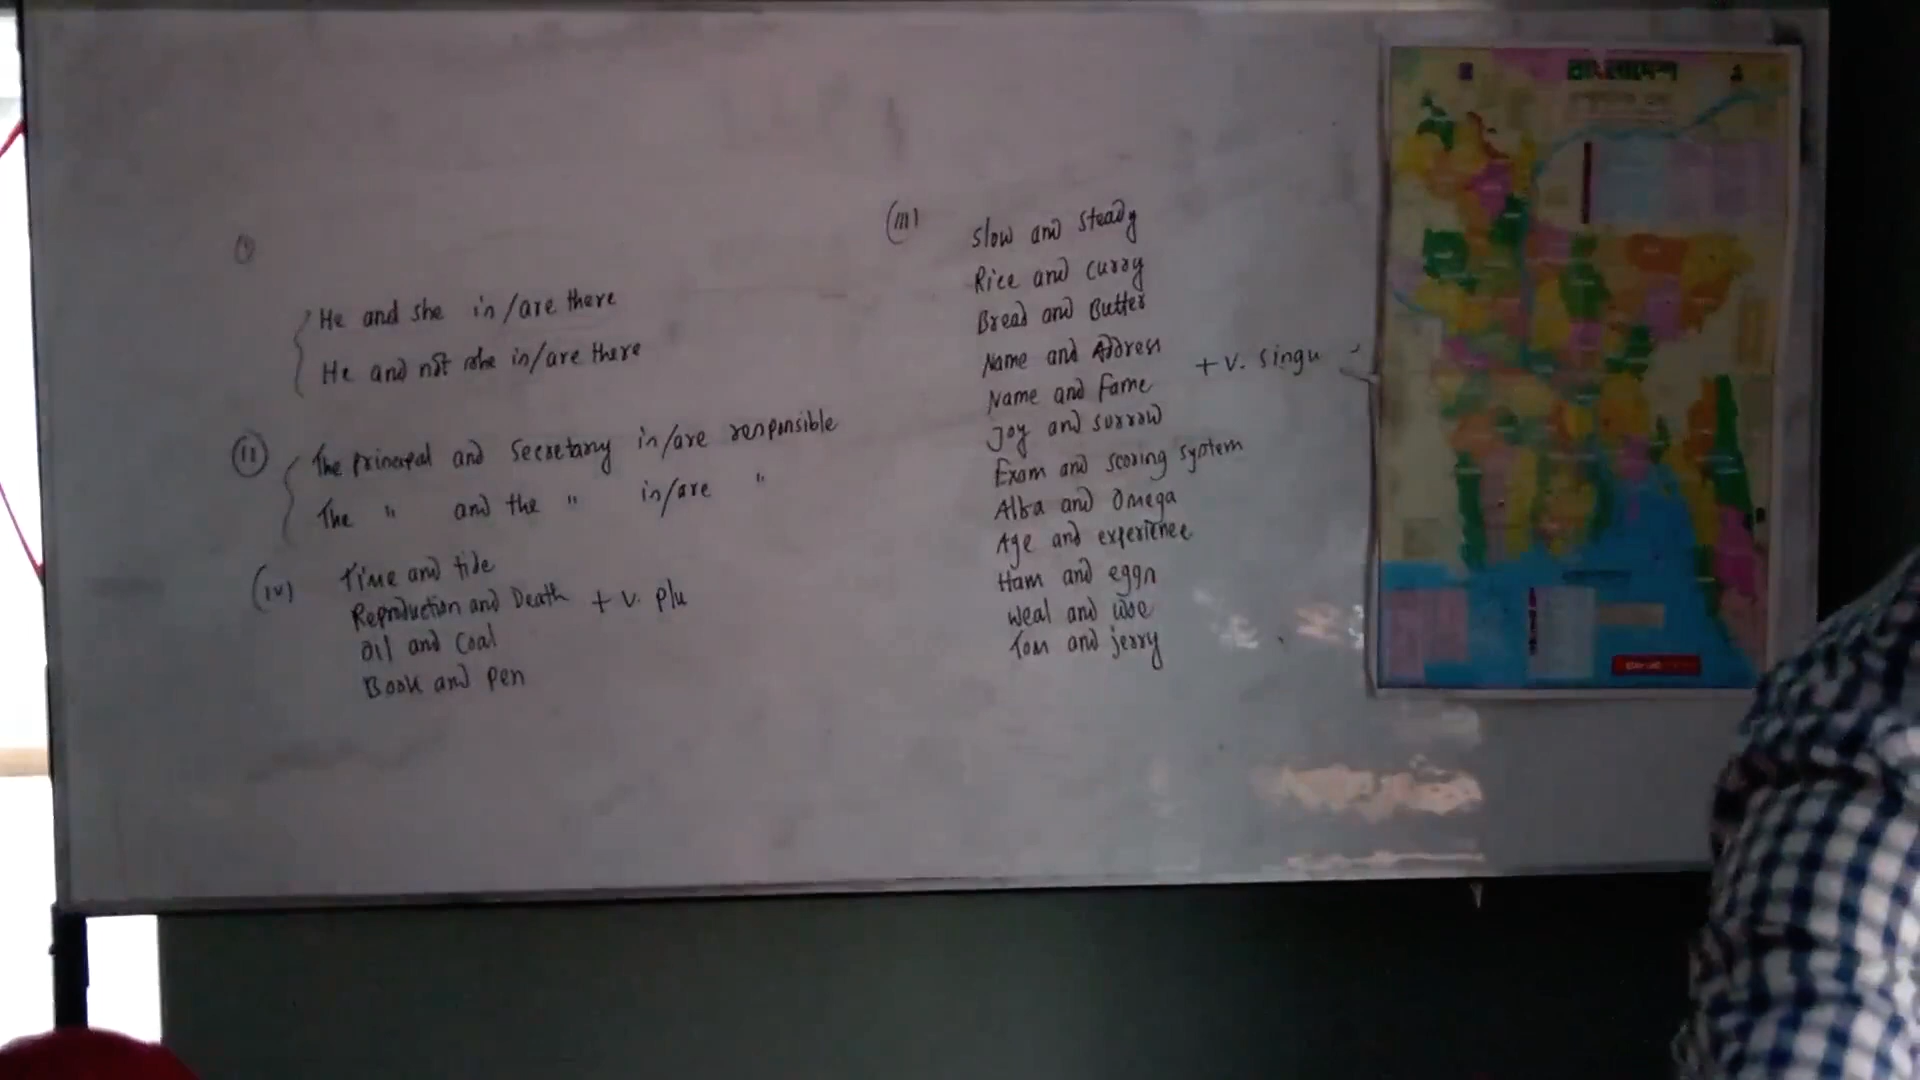 (i)
He and she is/are there
He and not she is/are there
(ii) The principal and Secretary is/are responsible
The " and the " is/are "
(iv) Time and tide
Reproduction and Death + v. plu
Oil and Coal
Book and pen
(iii) Slow and steady
Rice and curry
Bread and Butter
Name and Address + v. singu
Name and Fame
Joy and sorrow
Exam and scoring system
Alba and Omega
Age and experience
Ham and eggs
Weal and woe
Tom and jerry
বাংলাদেশ